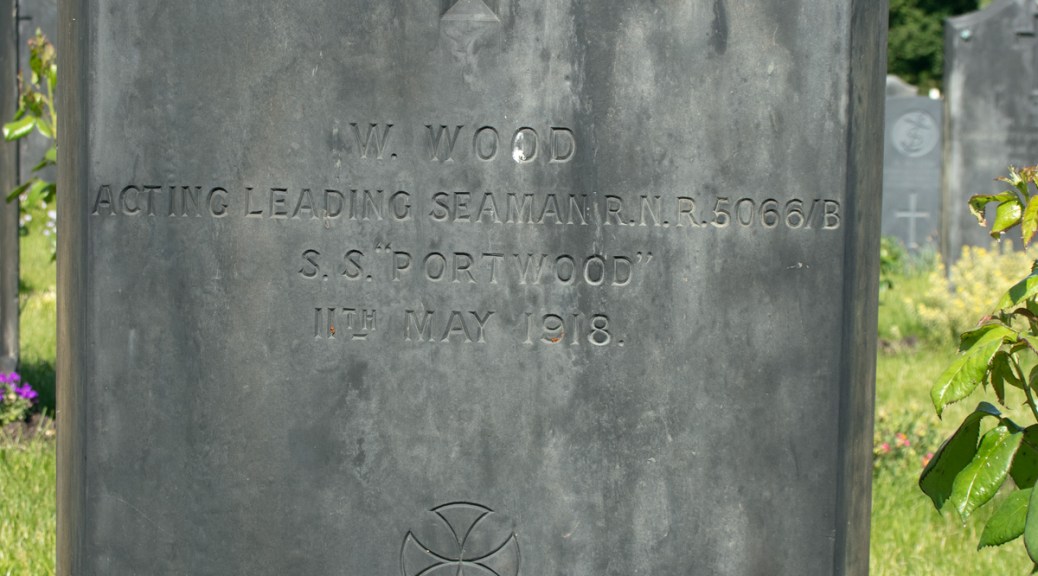 W. WOOD
ACTING LEADING SEAMAN R.N.R. 5066/B
S.S. "PORTWOOD"
11TH MAY 1918.